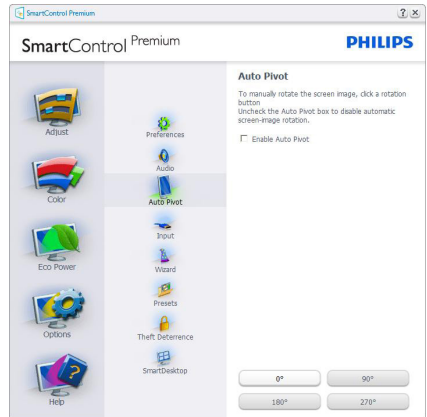 SmartControl Premium
SmartControl Premium
PHILIPS
Adjust
Color
Eco Power
Options
Help
Preferences
Audio
Auto Pivot
Input
Wizard
Presets
Theft Deterrence
SmartDesktop
Auto Pivot
To manually rotate the screen image, click a rotation
button
Uncheck the Auto Pivot box to disable automatic
screen-image rotation.
Enable Auto Pivot
0°
90°
180°
270°